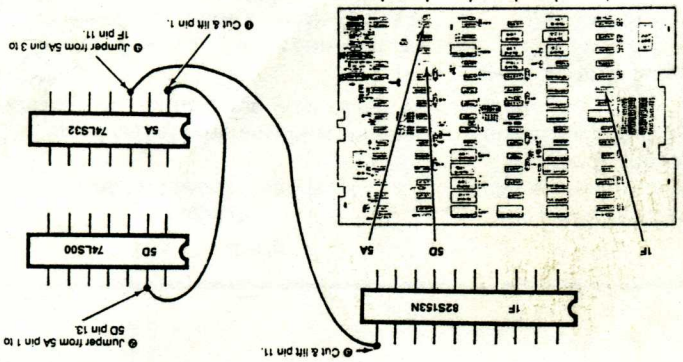 ❸ Cut & lift pin 11.
❷ Jumper from 5A pin 1 to
5D pin 13.
1F 82S153N
5D 74LS00
1F
5D
5A
5A 74LS32
❹ Jumper from 5A pin 3 to
1F pin 11.
❶ Cut & lift pin 1.